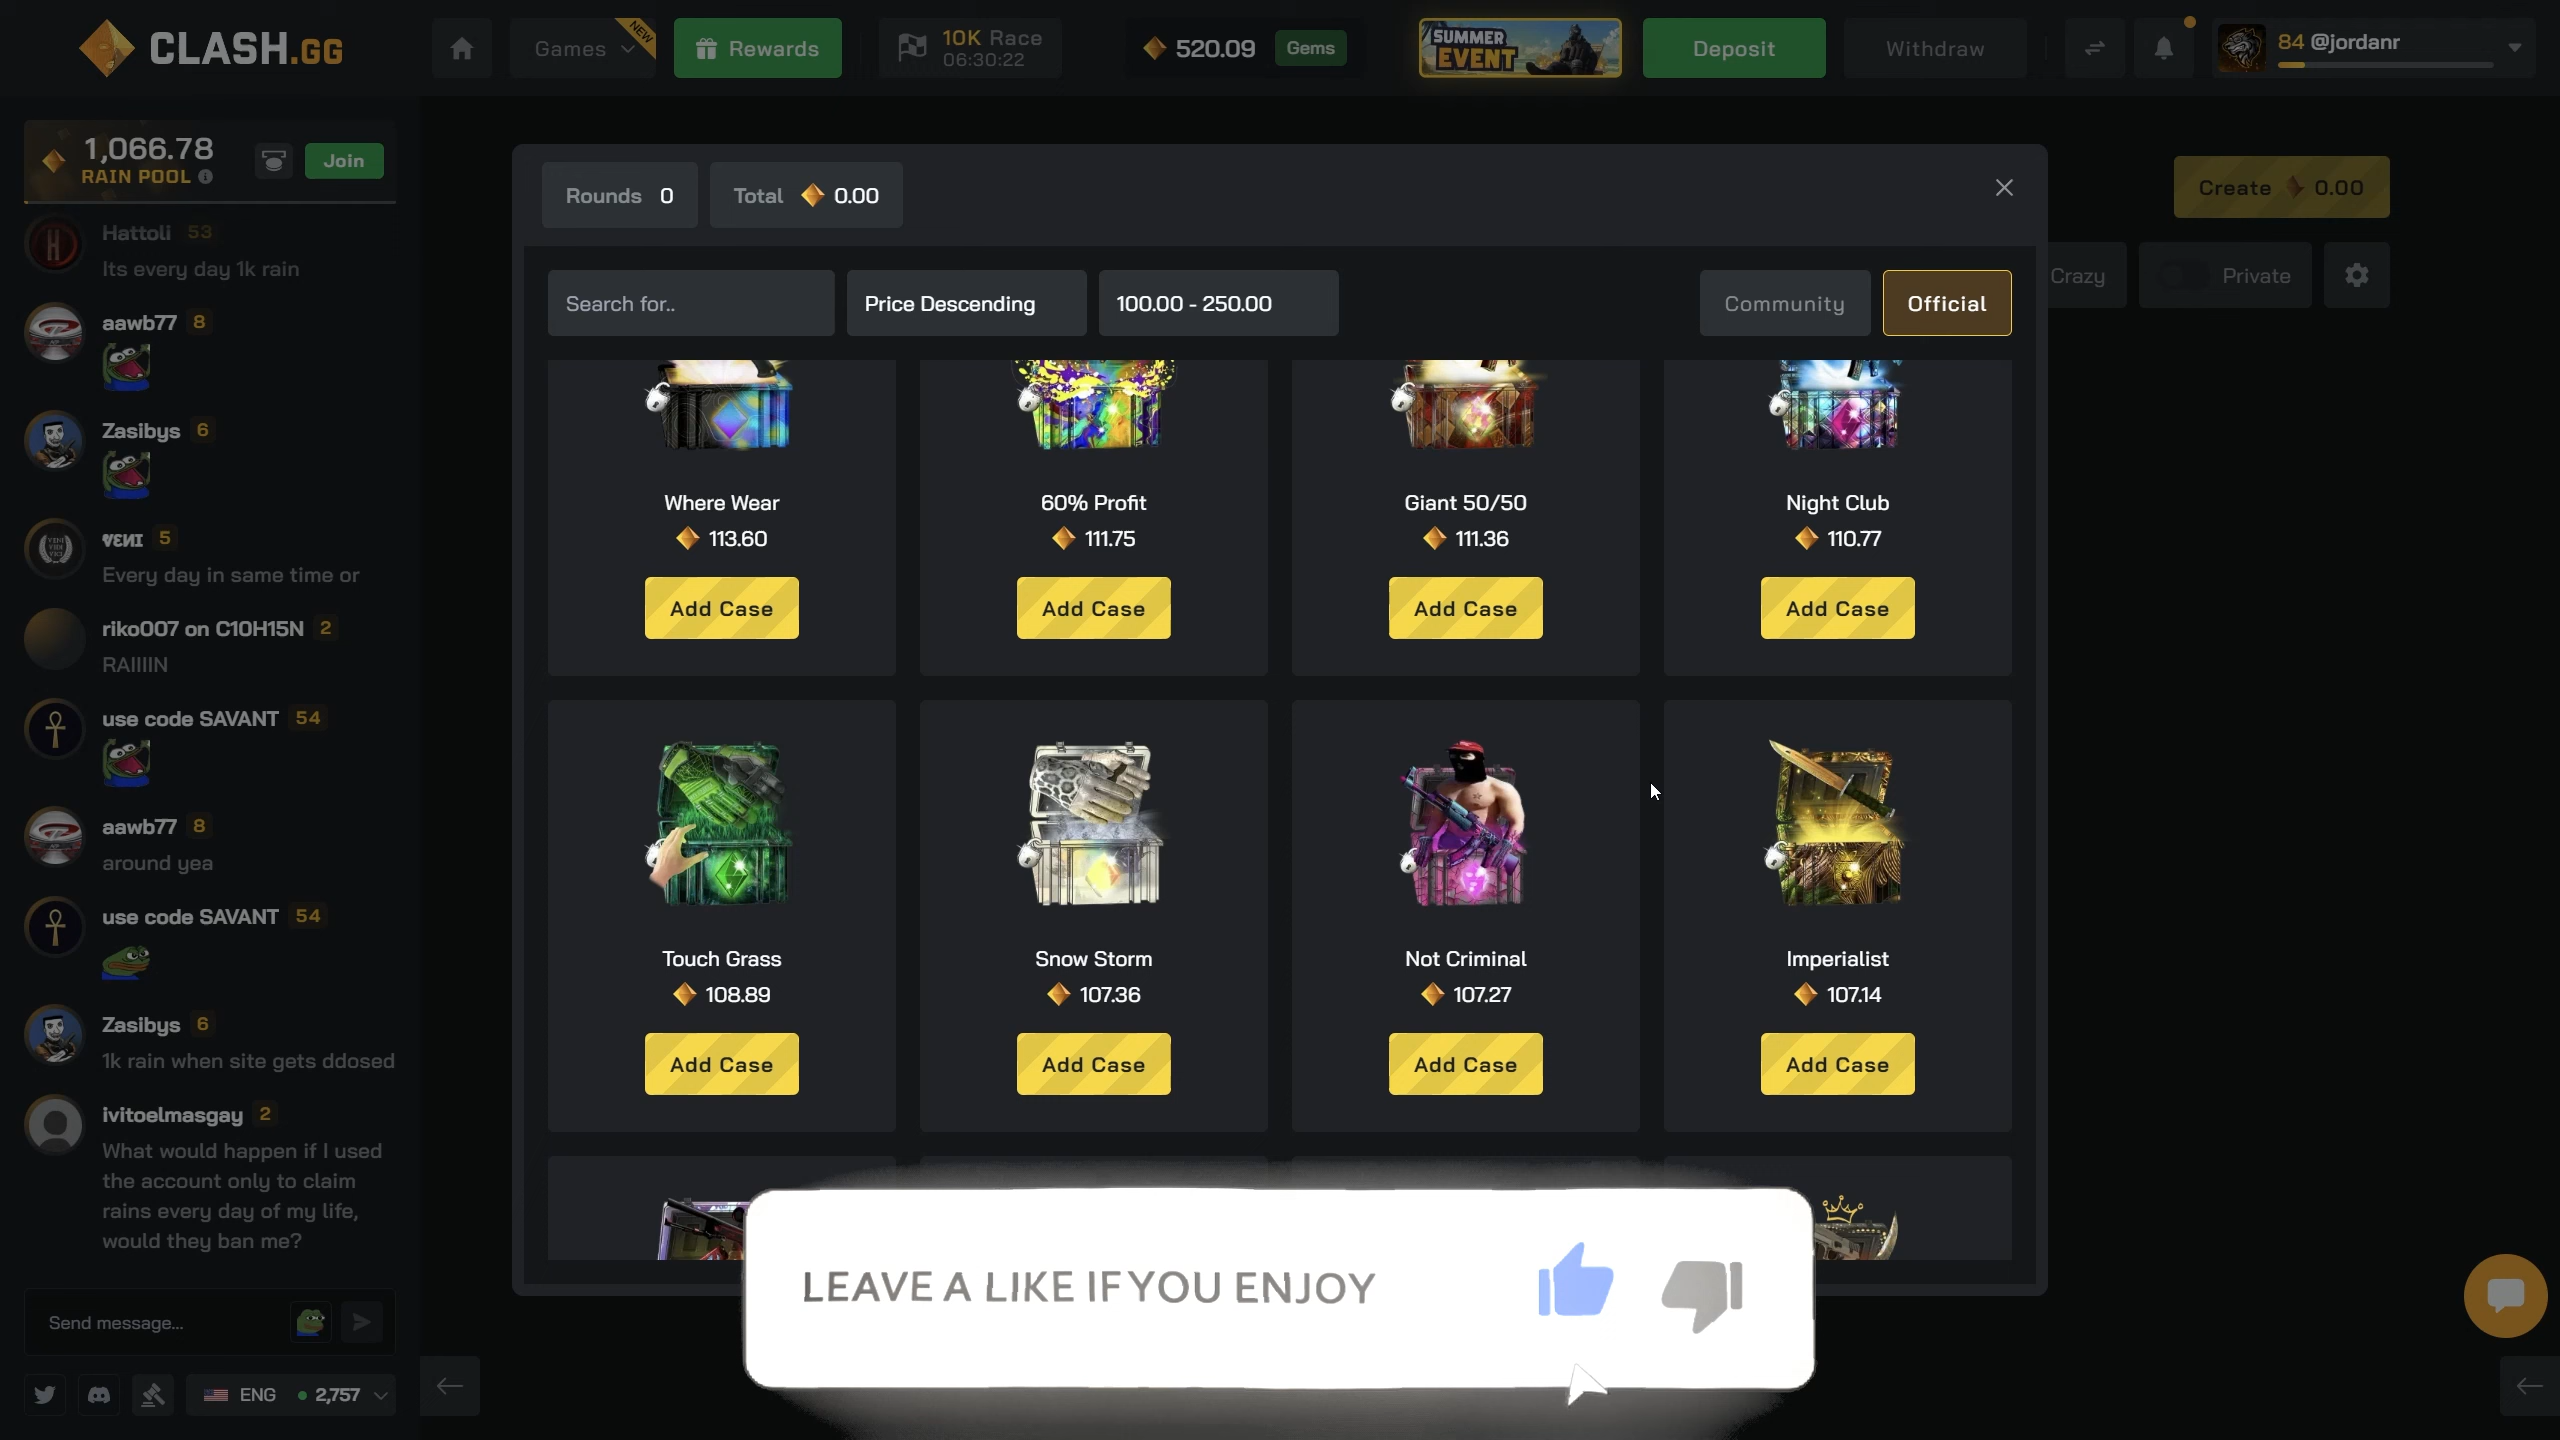 CLASH.GG
Games
NEW
Rewards
10K Race
06:30:22
520.09
Gems
SUMMER
EVENT
Deposit
Withdraw
84 @jordanr
1,066.78
RAIN POOL
Join
Hattoli 53
Its every day 1k rain
aawb77 8
Zasibys 6
VENI 5
Every day in same time or
riko007 on C10H15N 2
RAIIIIN
use code SAVANT 54
aawb77 8
around yea
use code SAVANT 54
Zasibys 6
1k rain when site gets ddosed
ivitoelmasgay 2
What would happen if I used
the account only to claim
rains every day of my life,
would they ban me?
Send message...
ENG 2,757
Rounds 0
Total 0.00
Create 0.00
Crazy
Private
Search for..
Price Descending
100.00 - 250.00
Community
Official
Where Wear
113.60
Add Case
60% Profit
111.75
Add Case
Giant 50/50
111.36
Add Case
Night Club
110.77
Add Case
Touch Grass
108.89
Add Case
Snow Storm
107.36
Add Case
Not Criminal
107.27
Add Case
Imperialist
107.14
Add Case
LEAVE A LIKE IF YOU ENJOY